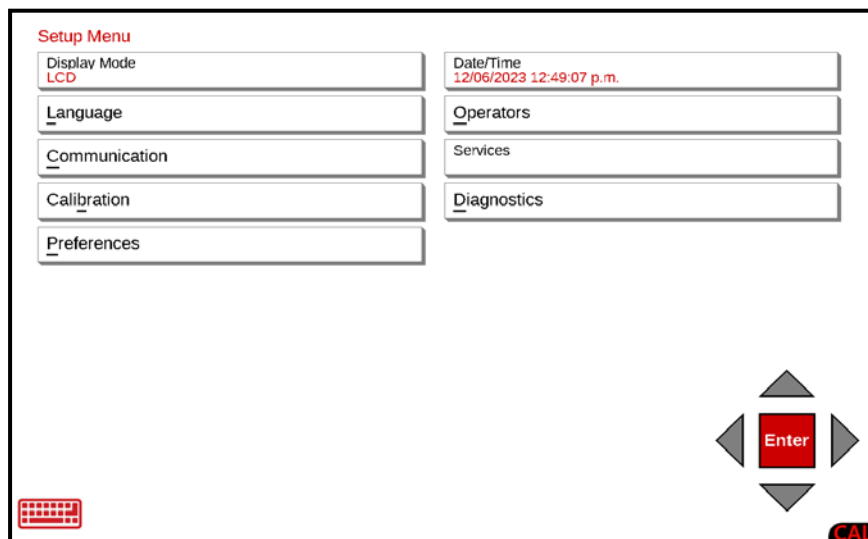 Setup Menu
Display Mode
LCD
Date/Time
12/06/2023 12:49:07 p.m.
Language
Operators
Communication
Services
Calibration
Diagnostics
Preferences
Enter